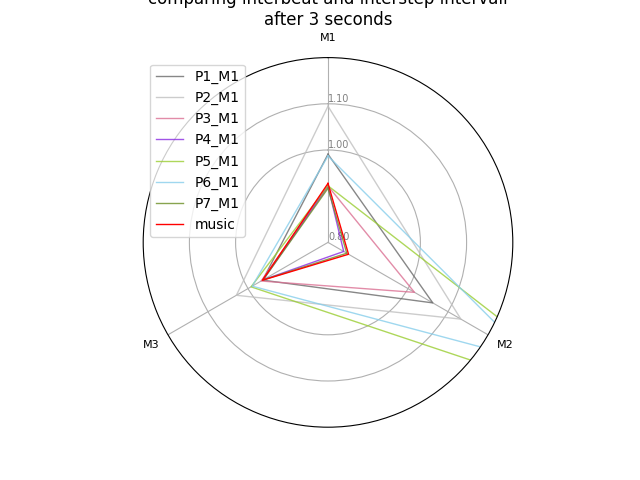 comparing interbeat and interstep intervall
after 3 seconds
M1
P1_M1
P2_M1
P3_M1
P4_M1
P5_M1
P6_M1
P7_M1
music
1.10
1.00
0.80
M3
M2